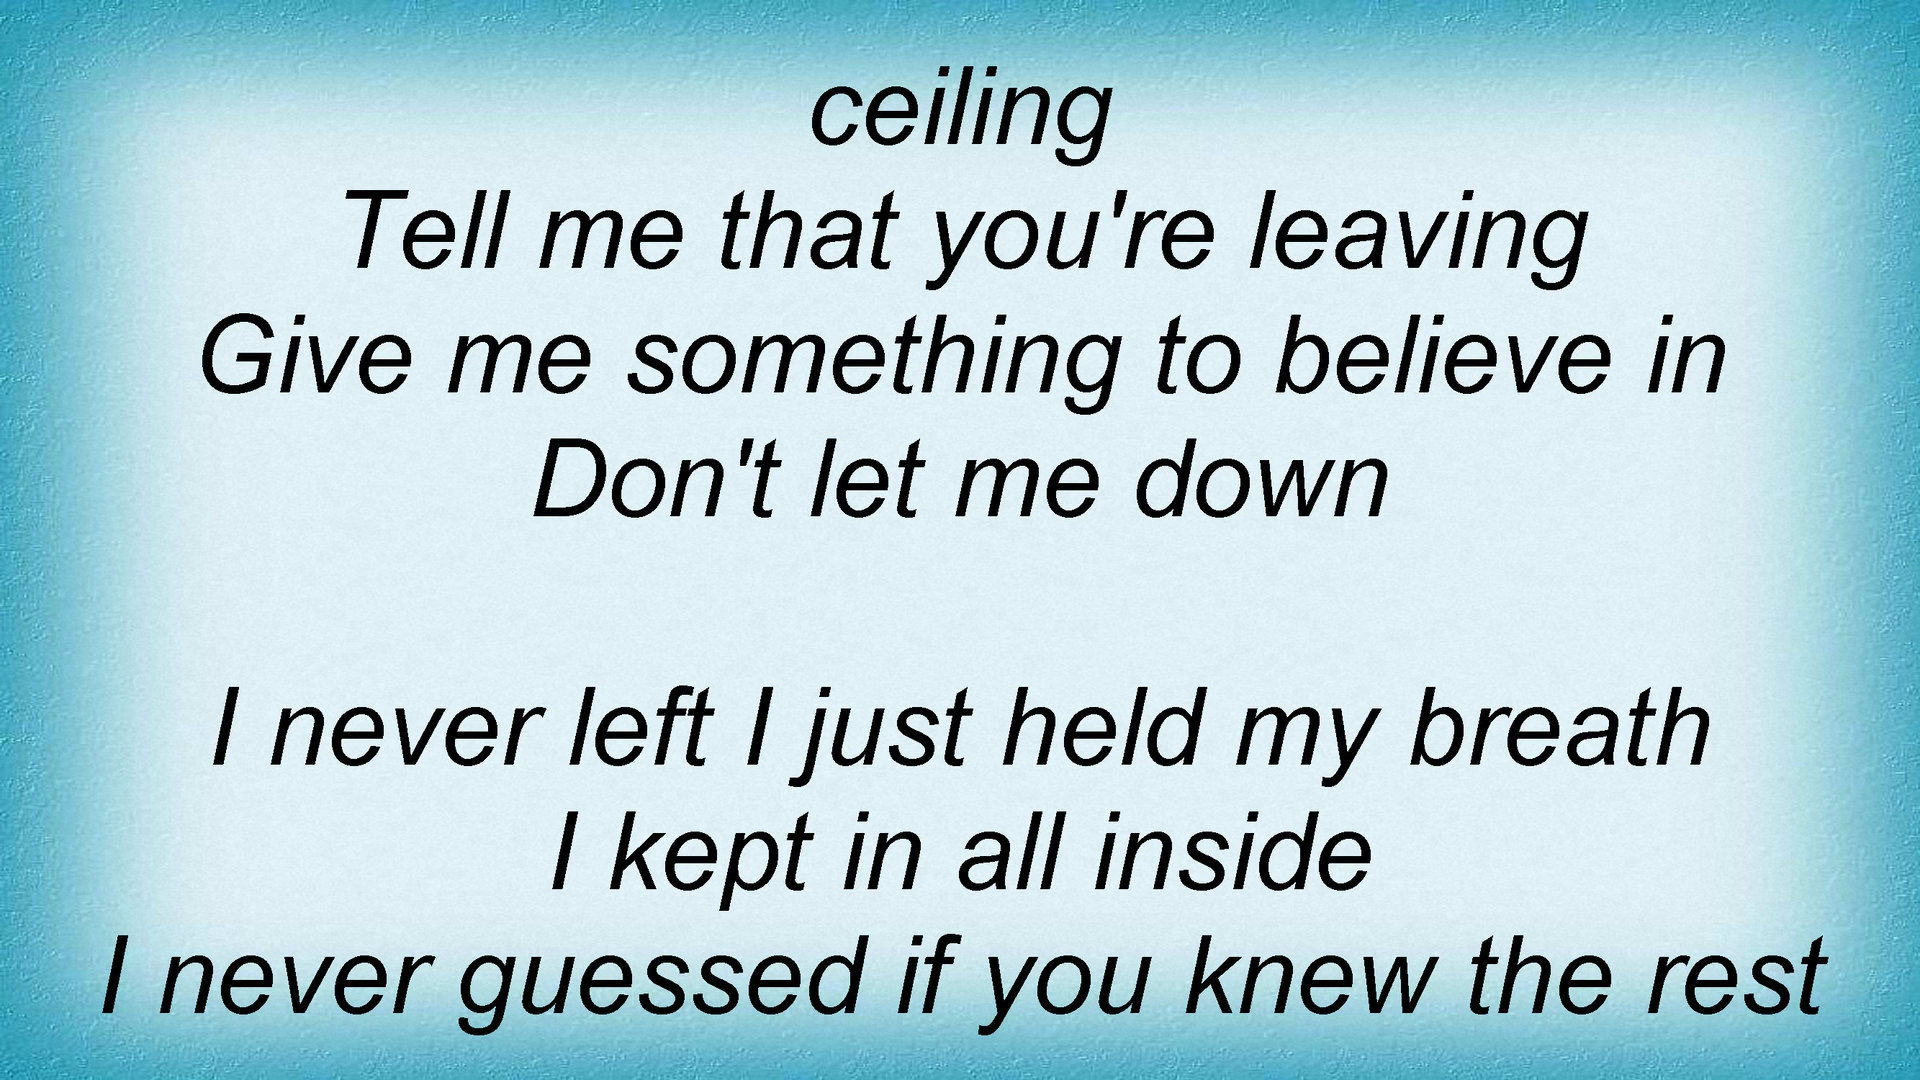 ceiling
Tell me that you're leaving
Give me something to believe in
Don't let me down
I never left I just held my breath
I kept in all inside
I never guessed if you knew the rest